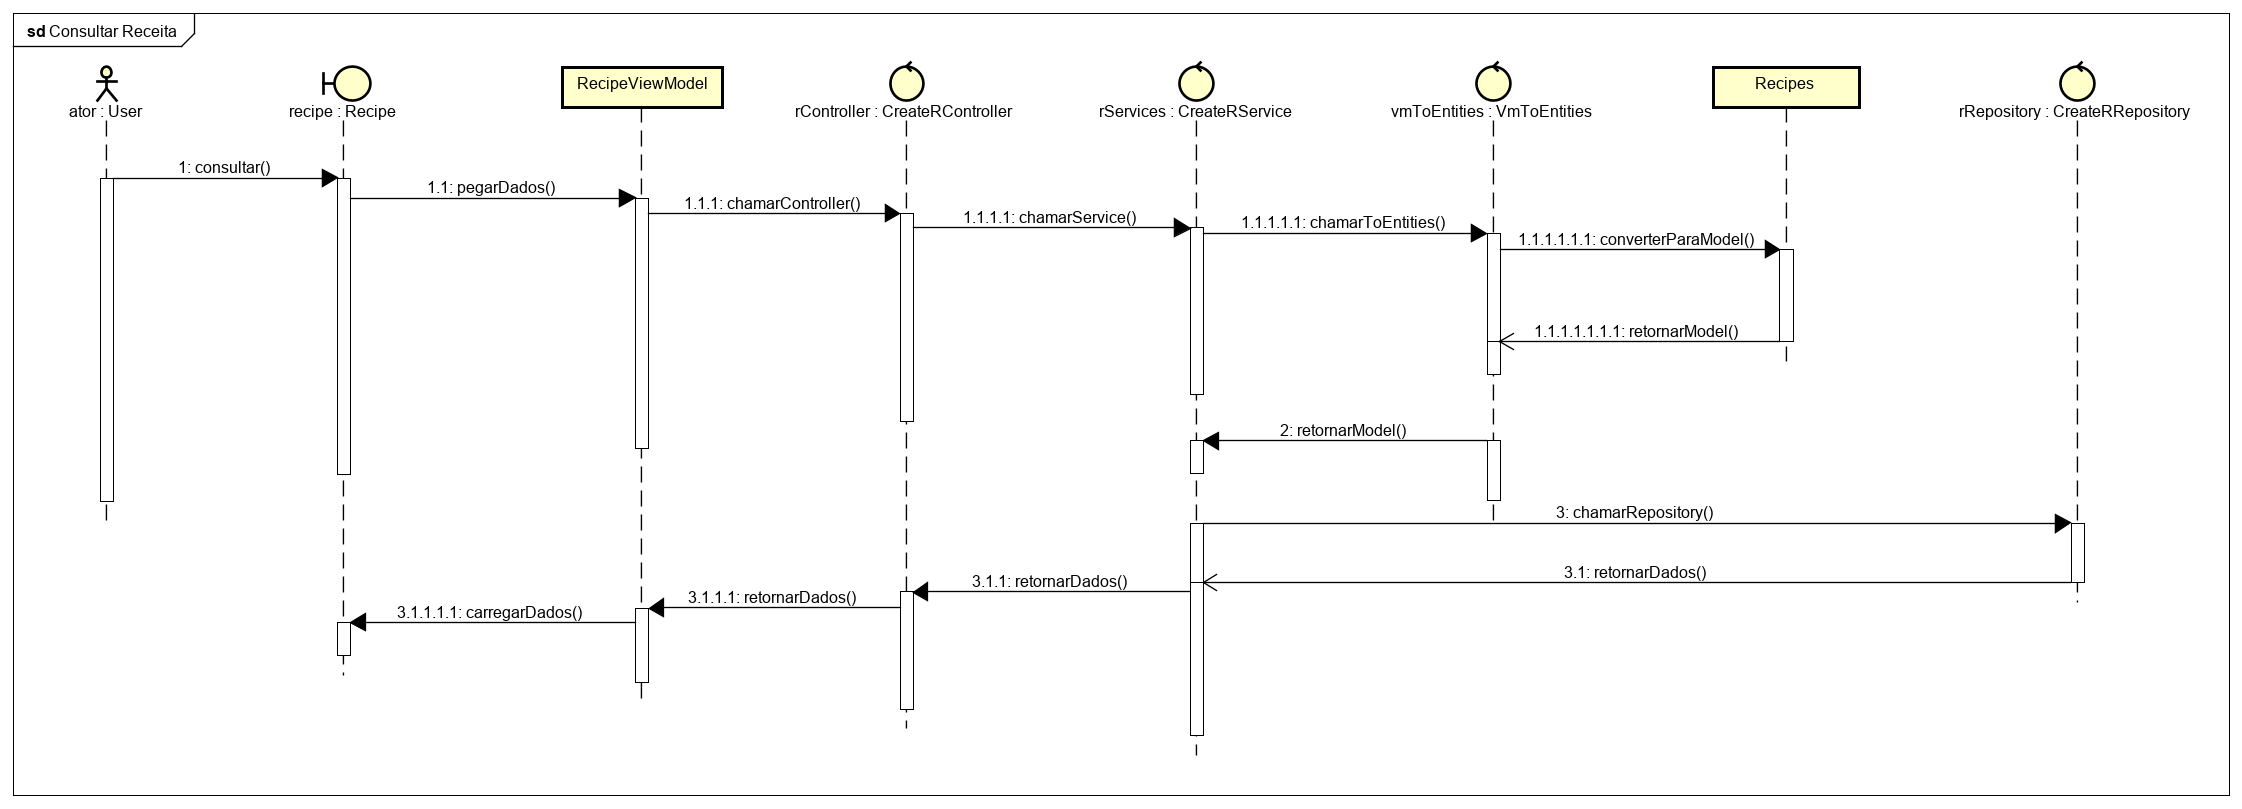 sd Consultar Receita
ator : User
recipe : Recipe
RecipeViewModel
rController : CreateRController
rServices : CreateRService
vmToEntities : VmToEntities
Recipes
rRepository : CreateRRepository
1: consultar()
1.1: pegarDados()
1.1.1: chamarController()
1.1.1.1: chamarService()
1.1.1.1.1: chamarToEntities()
1.1.1.1.1.1: converterParaModel()
1.1.1.1.1.1.1: retornarModel()
2: retornarModel()
3: chamarRepository()
3.1: retornarDados()
3.1.1: retornarDados()
3.1.1.1: retornarDados()
3.1.1.1.1: carregarDados()